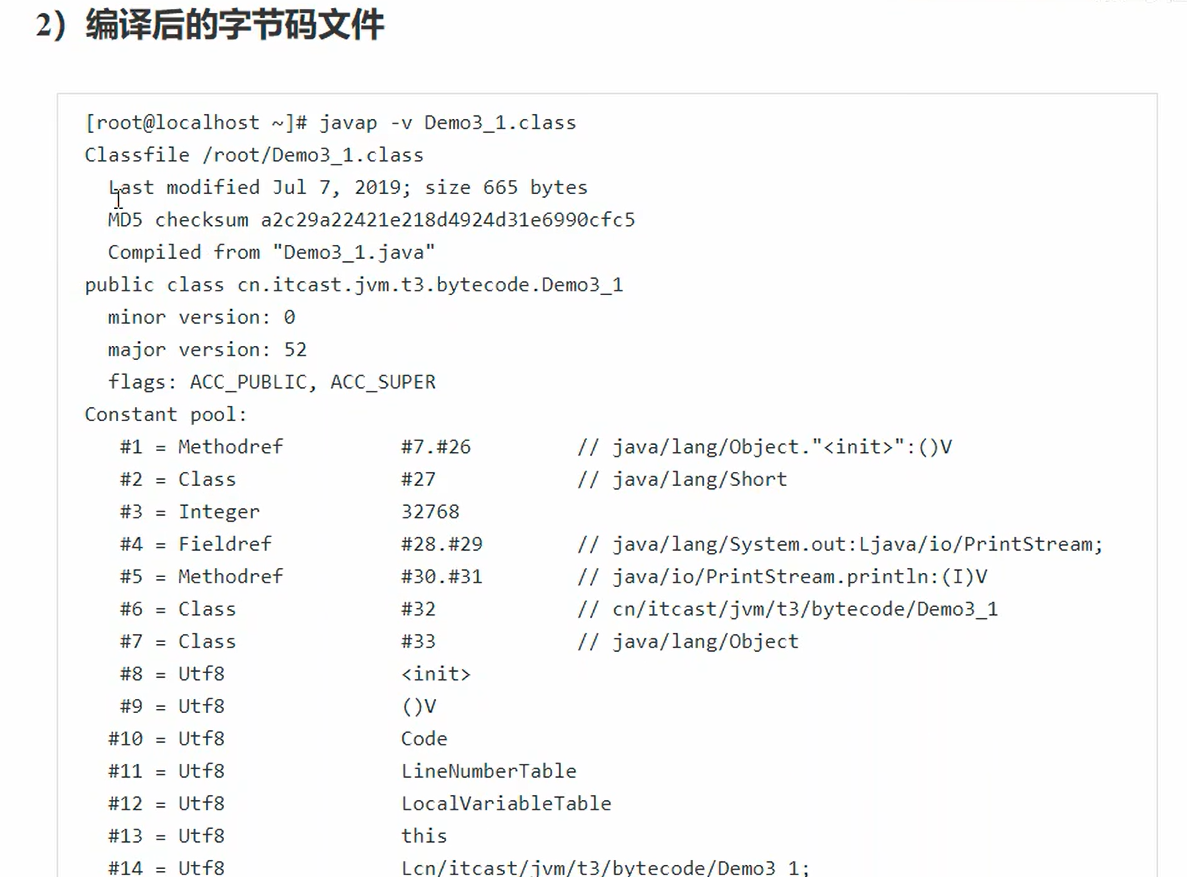 2）编译后的字节码文件
[root@localhost ~]# javap -v Demo3_1.class
Classfile /root/Demo3_1.class
  Last modified Jul 7, 2019; size 665 bytes
  MD5 checksum a2c29a22421e218d4924d31e6990cfc5
  Compiled from "Demo3_1.java"
public class cn.itcast.jvm.t3.bytecode.Demo3_1
  minor version: 0
  major version: 52
  flags: ACC_PUBLIC, ACC_SUPER
Constant pool:
   #1 = Methodref          #7.#26         // java/lang/Object."<init>":()V
   #2 = Class              #27            // java/lang/Short
   #3 = Integer            32768
   #4 = Fieldref           #28.#29        // java/lang/System.out:Ljava/io/PrintStream;
   #5 = Methodref          #30.#31        // java/io/PrintStream.println:(I)V
   #6 = Class              #32            // cn/itcast/jvm/t3/bytecode/Demo3_1
   #7 = Class              #33            // java/lang/Object
   #8 = Utf8               <init>
   #9 = Utf8               ()V
  #10 = Utf8               Code
  #11 = Utf8               LineNumberTable
  #12 = Utf8               LocalVariableTable
  #13 = Utf8               this
  #14 = Utf8               Lcn/itcast/jvm/t3/bytecode/Demo3_1;